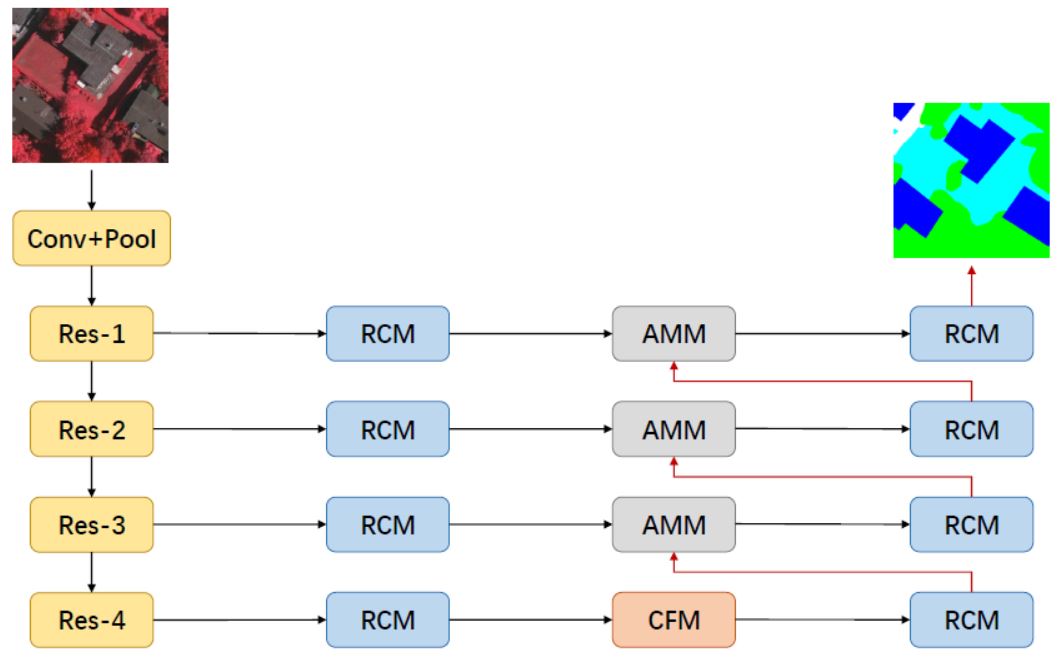 Conv+Pool
Res-1 RCM AMM RCM
Res-2 RCM AMM RCM
Res-3 RCM AMM RCM
Res-4 RCM CFM RCM